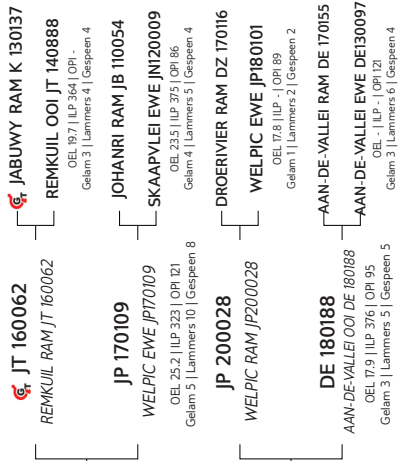 GT JT 160062
REMKUIL RAM JT 160062
JP 170109
WELPIC EWE JP170109
OEL 25.2 | ILP 323 | OPI 121
Gelam 5 | Lammers 10 | Gespeen 8
JP 200028
WELPIC RAM JP200028
DE 180188
AAN-DE-VALLEI OOI DE 180188
OEL 17.9 | ILP 376 | OPI 95
Gelam 3 | Lammers 5 | Gespeen 5
GT JABUWY RAM K 130137
REMKUIL OOI JT 140888
OEL 19.7 | ILP 364 | OPI -
Gelam 3 | Lammers 4 | Gespeen 4
JOHANRI RAM JB 110054
SKAAPYLEI EWE JN120009
OEL 23.5 | ILP 375 | OPI 86
Gelam 4 | Lammers 5 | Gespeen 4
DROERIVIER RAM DZ 170116
WELPIC EWE JP180101
OEL 17.8 | ILP - | OPI 89
Gelam 1 | Lammers 2 | Gespeen 2
AAN-DE-VALLEI RAM DE 170155
AAN-DE-VALLEI EWE DE130097
OEL - | ILP - | OPI 121
Gelam 3 | Lammers 6 | Gespeen 4